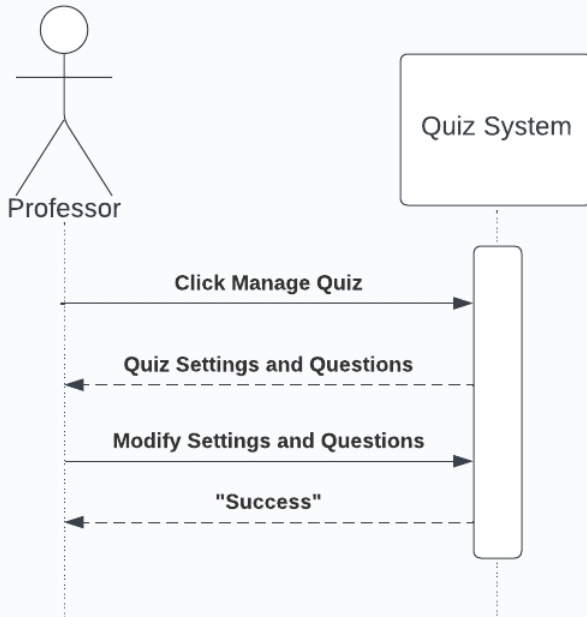 Quiz System
Professor
Click Manage Quiz
Quiz Settings and Questions
Modify Settings and Questions
"Success"